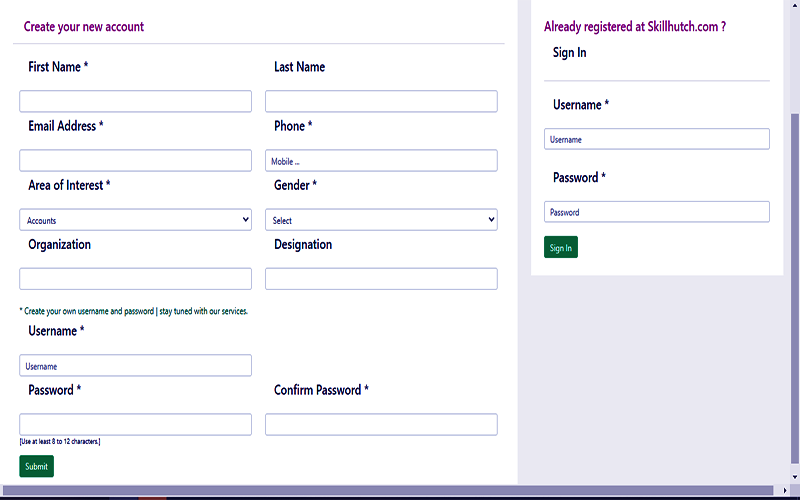 Create your new account
First Name *
Last Name
Email Address *
Phone *
Mobile ...
Area of Interest *
Gender *
Accounts
Select
Organization
Designation
* Create your own username and password | stay tuned with our services.
Username *
Username
Password *
Confirm Password *
[Use at least 8 to 12 characters.]
Submit
Already registered at Skillhutch.com ?
Sign In
Username *
Username
Password *
Password
Sign In